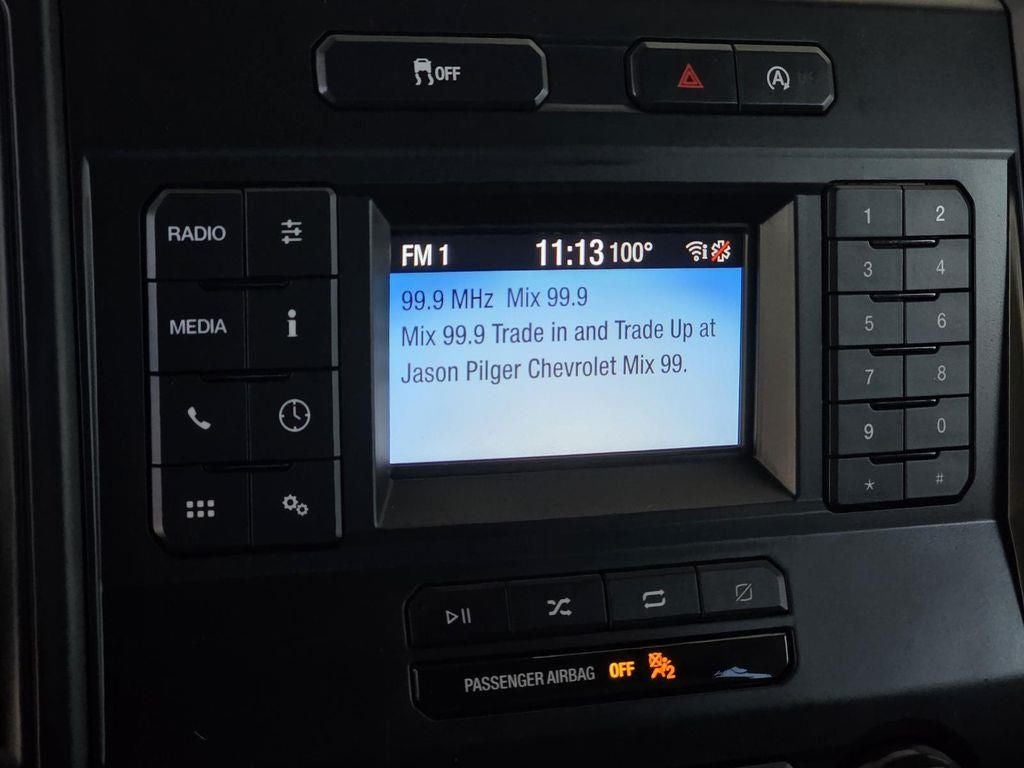 OFF
A
RADIO
MEDIA
i
FM 1 11:13 100°
99.9 MHz Mix 99.9
Mix 99.9 Trade in and Trade Up at
Jason Pilger Chevrolet Mix 99.
1 2
3 4
5 6
7 8
9 0
* #
PASSENGER AIRBAG OFF 2